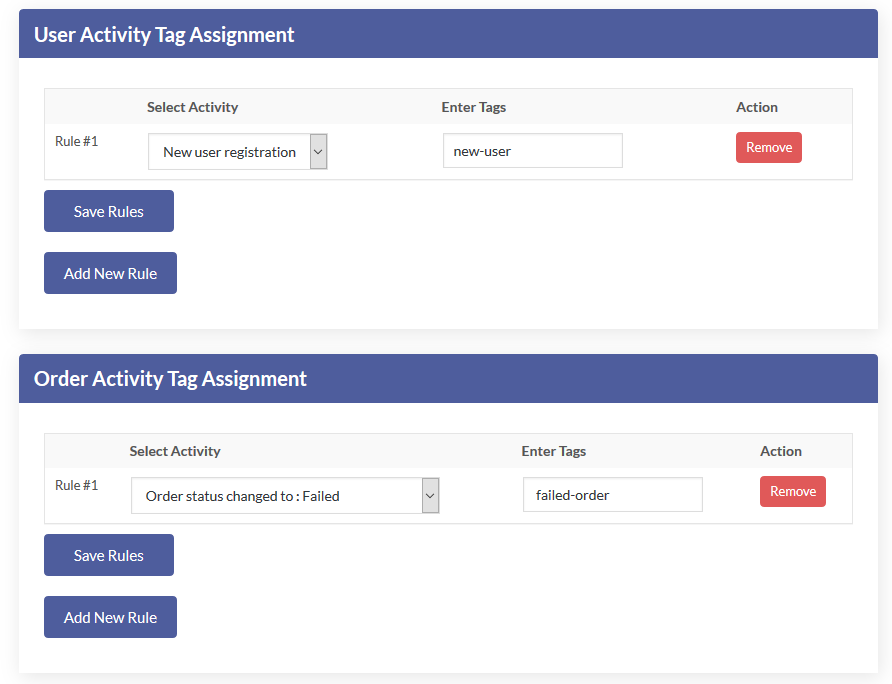 User Activity Tag Assignment
Select Activity Enter Tags Action
Rule #1 New user registration new-user Remove
Save Rules
Add New Rule
Order Activity Tag Assignment
Select Activity Enter Tags Action
Rule #1 Order status changed to : Failed failed-order Remove
Save Rules
Add New Rule